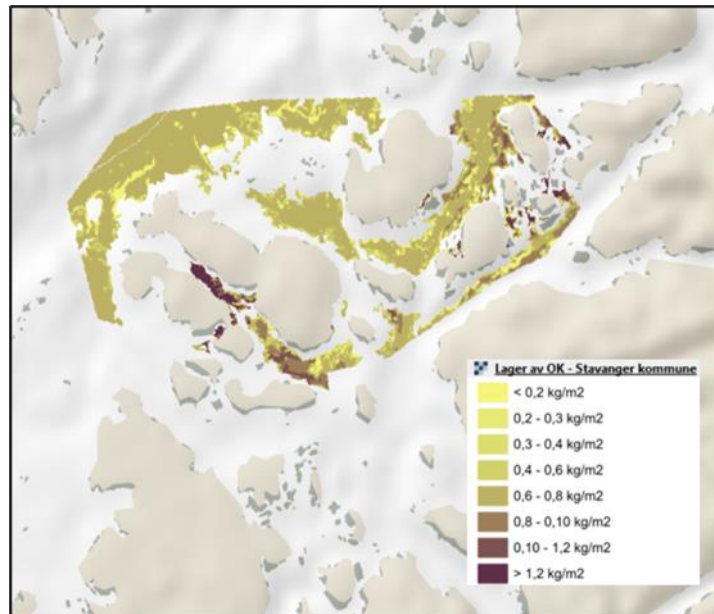 Lager av OK - Stavanger kommune
< 0,2 kg/m2
0,2 - 0,3 kg/m2
0,3 - 0,4 kg/m2
0,4 - 0,6 kg/m2
0,6 - 0,8 kg/m2
0,8 - 0,10 kg/m2
0,10 - 1,2 kg/m2
> 1,2 kg/m2